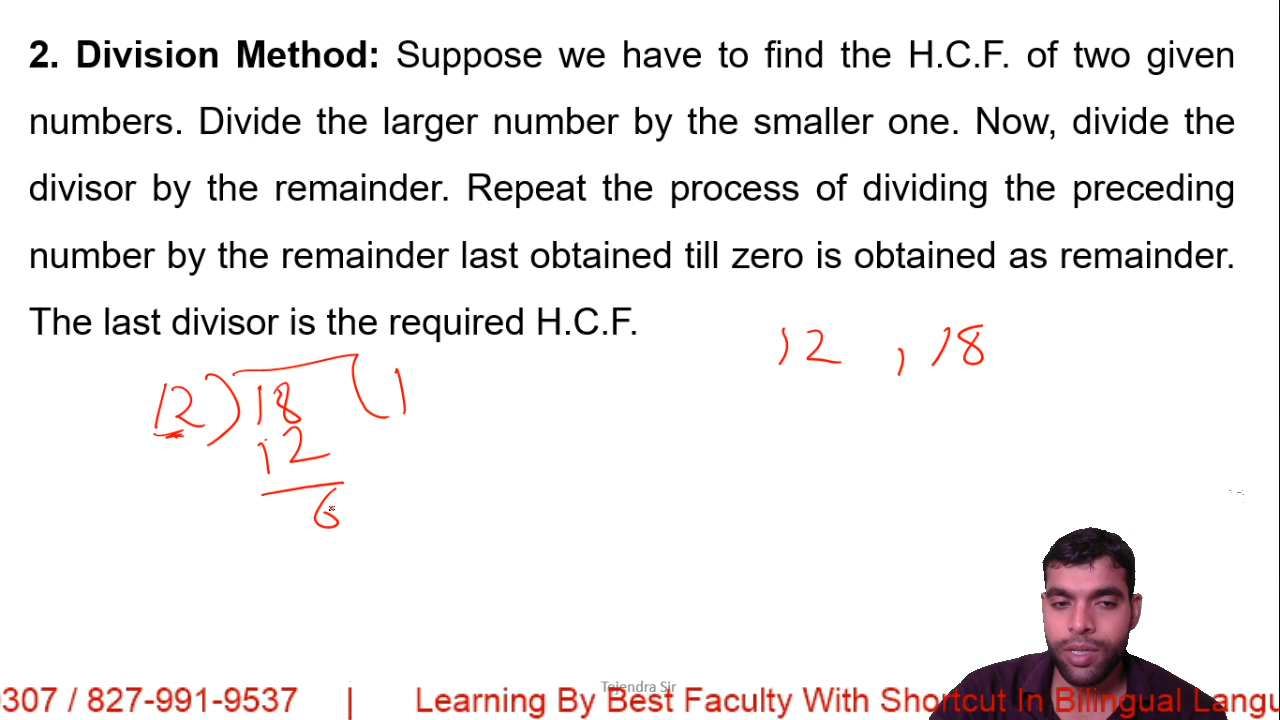 2. Division Method: Suppose we have to find the H.C.F. of two given
numbers. Divide the larger number by the smaller one. Now, divide the
divisor by the remainder. Repeat the process of dividing the preceding
number by the remainder last obtained till zero is obtained as remainder.
The last divisor is the required H.C.F.
12 , 18
12 ) 18 ( 1
12
6
Tejendra Sir
0307 / 827-991-9537 | Learning By Best Faculty With Shortcut In Bilingual Langu